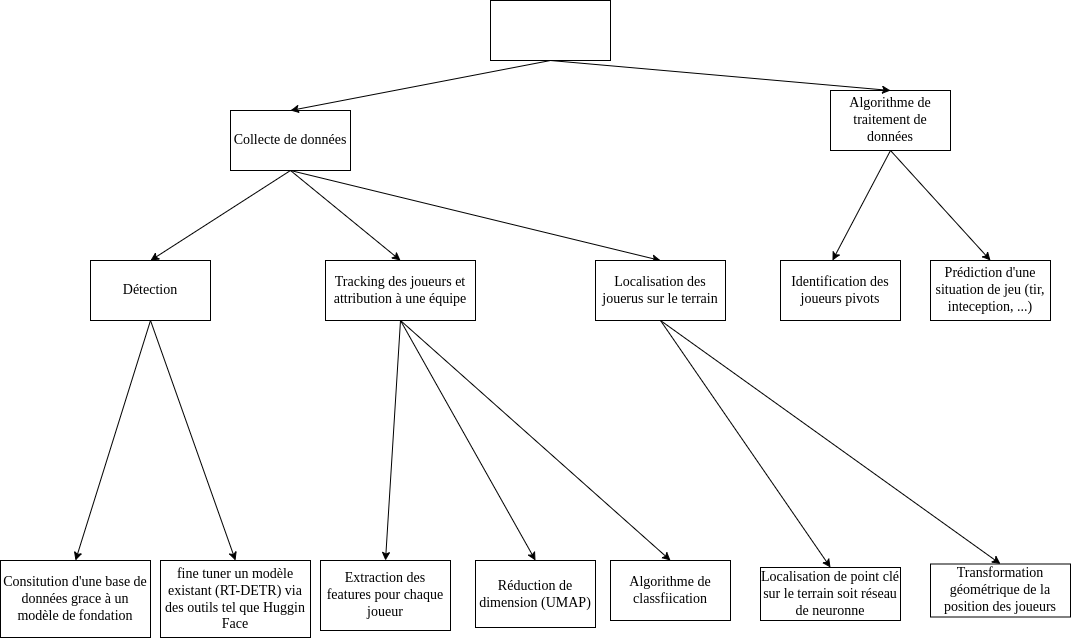 Algorithme de
traitement de
données
Collecte de données
Détection
Tracking des joueurs et
attribution à une équipe
Localisation des
jouerus sur le terrain
Identification des
joueurs pivots
Prédiction d'une
situation de jeu (tir,
inteception, ...)
Consitution d'une base de
données grace à un
modèle de fondation
fine tuner un modèle
existant (RT-DETR) via
des outils tel que Huggin
Face
Extraction des
features pour chaque
joueur
Réduction de
dimension (UMAP)
Algorithme de
classfiication
Localisation de point clé
sur le terrain soit réseau
de neuronne
Transformation
géométrique de la
position des joueurs